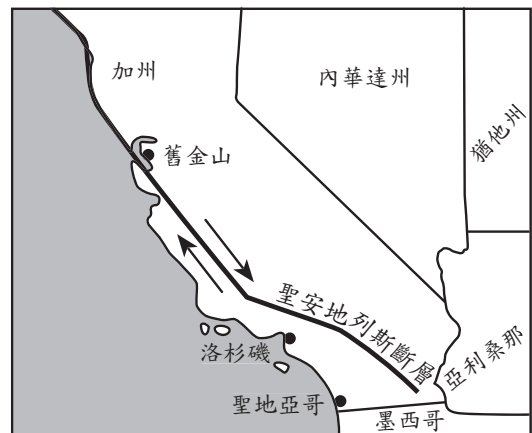 加州
內華達州
猶他州
舊金山
聖安地列斯斷層
洛杉磯
亞利桑那
聖地亞哥
墨西哥